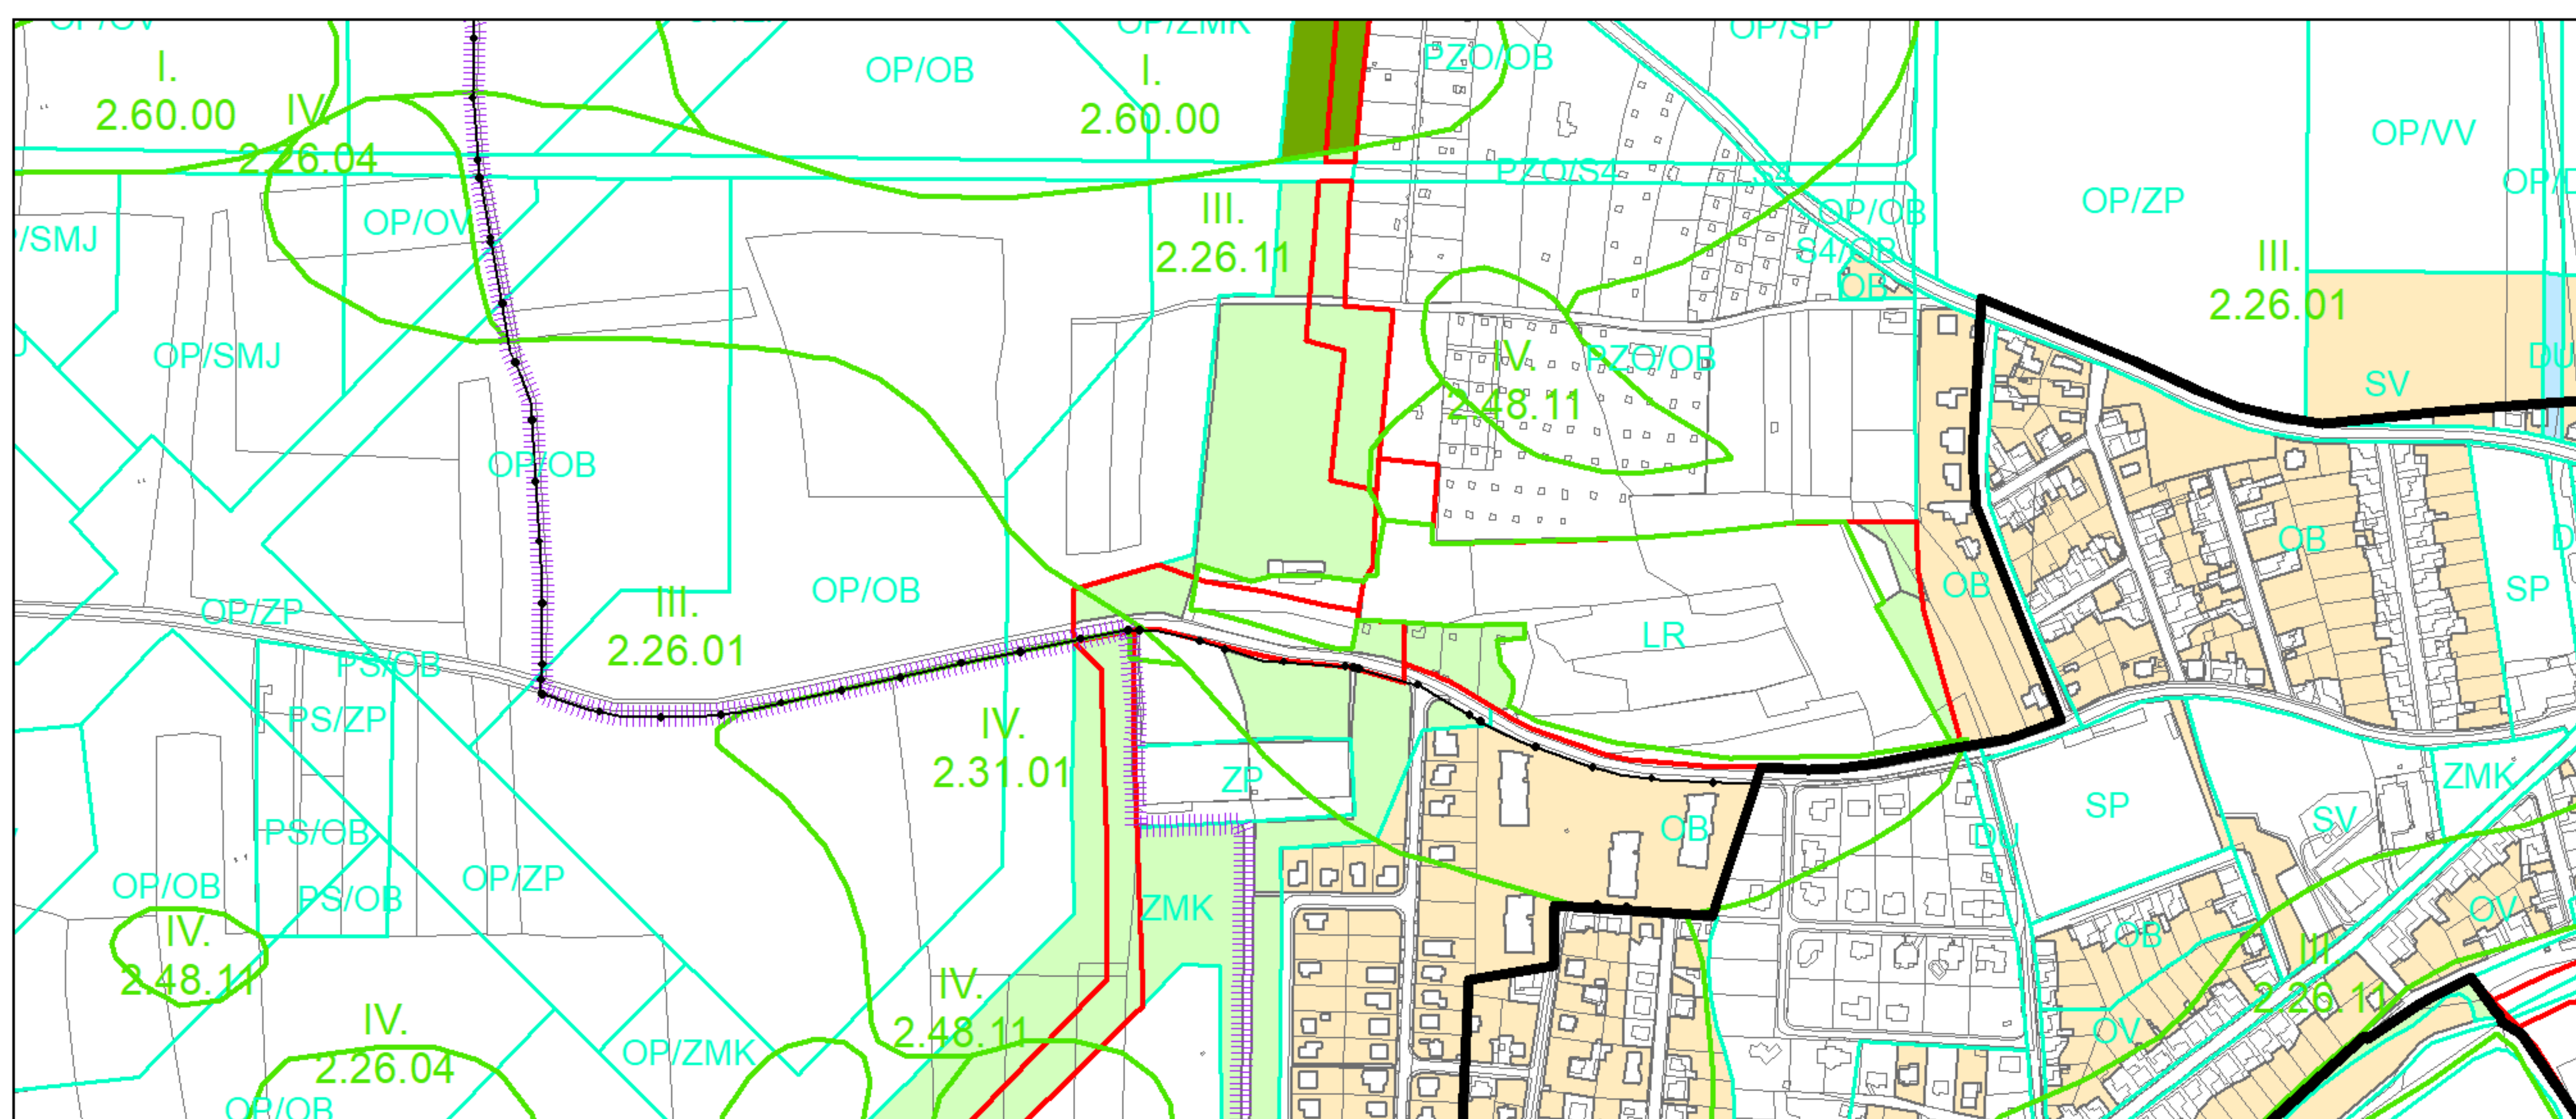 OP/OV
OP/ZMK
OP/SP
I.
2.60.00
IV.
2.26.04
OP/OB
I.
2.60.00
PZO/OB
OP/VV
PZO/S4
S4
OP/ZP
OP/OV
/SMJ
III.
2.26.11
OP/OB
S4/OB
OB
III.
2.26.01
OP/SMJ
IV.
2.48.11
PZO/OB
DU
SV
OP/OB
OB
OP/ZP
III.
2.26.01
OP/OB
LR
OB
SP
PS/OB
PS/ZP
IV.
2.31.01
ZP
ZMK
SP
SV
PS/OB
OB
DU
OP/OB
PS/OB
OP/ZP
ZMK
OV
OB
IV.
2.48.11
IV.
2.48.11
III.
2.26.11
IV.
2.26.04
OP/ZMK
OV
OP/OB